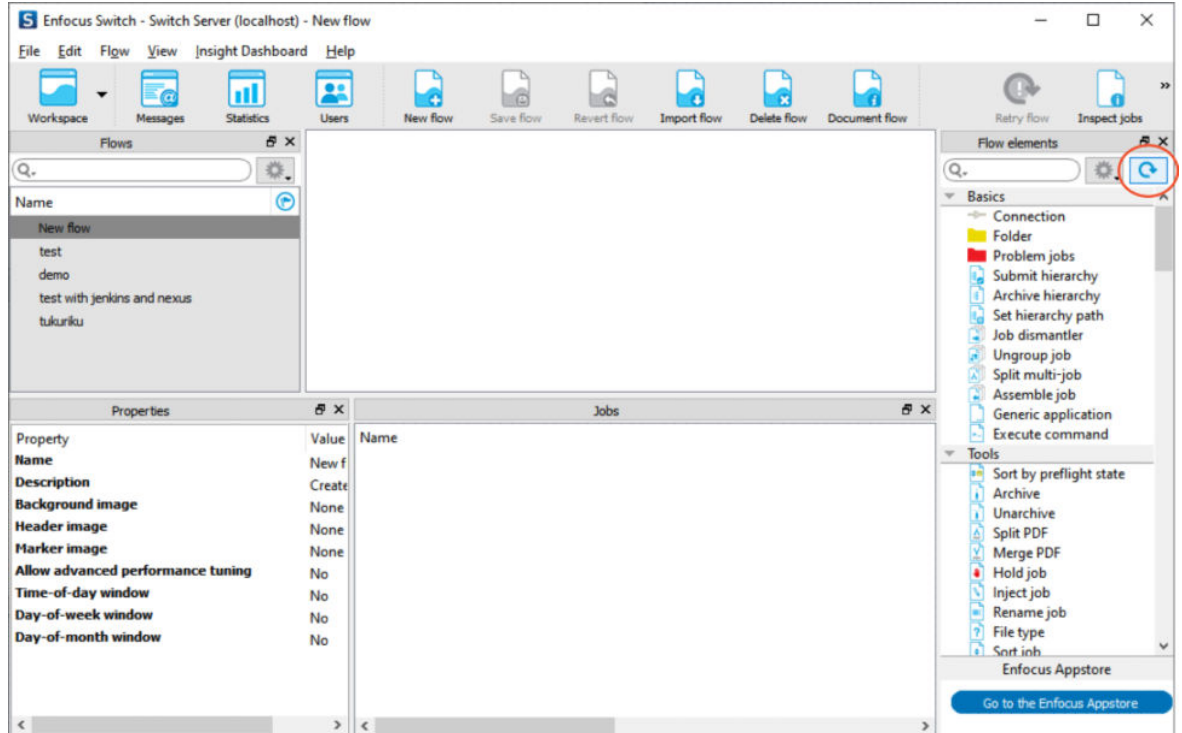 Enfocus Switch - Switch Server (localhost) - New flow
File Edit Flow View Insight Dashboard Help
Workspace Messages Statistics Users New flow Save flow Revert flow Import flow Delete flow Document flow Retry flow Inspect jobs
Flows
Name
New flow
test
demo
test with jenkins and nexus
tukuriku
Properties
Property Value
Name New f
Description Create
Background image None
Header image None
Marker image None
Allow advanced performance tuning No
Time-of-day window No
Day-of-week window No
Day-of-month window No
Jobs
Name
Flow elements
Basics
Connection
Folder
Problem jobs
Submit hierarchy
Archive hierarchy
Set hierarchy path
Job dismantler
Ungroup job
Split multi-job
Assemble job
Generic application
Execute command
Tools
Sort by preflight state
Archive
Unarchive
Split PDF
Merge PDF
Hold job
Inject job
Rename job
File type
Sort job
Enfocus Appstore
Go to the Enfocus Appstore